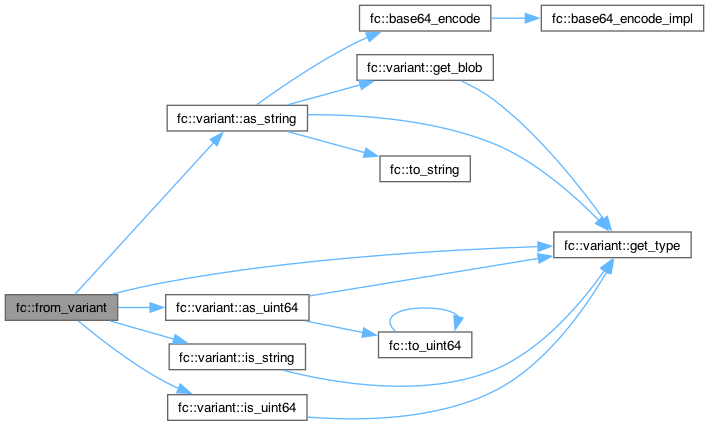 fc::base64_encode
fc::base64_encode_impl
fc::variant::get_blob
fc::variant::as_string
fc::to_string
fc::variant::get_type
fc::from_variant
fc::variant::as_uint64
fc::to_uint64
fc::variant::is_string
fc::variant::is_uint64